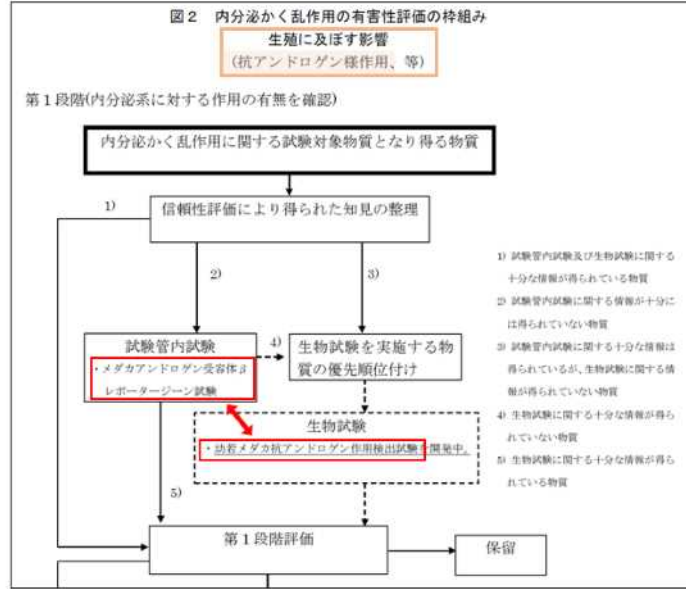 図２　内分泌かく乱作用の有害性評価の枠組み
生殖に及ぼす影響
（抗アンドロゲン様作用、等）
第１段階(内分泌系に対する作用の有無を確認)
内分泌かく乱作用に関する試験対象物質となり得る物質
1)
信頼性評価により得られた知見の整理
2)
3)
試験管内試験
・メダカアンドロゲン受容体β
レポータージーン試験
4)
生物試験を実施する物
質の優先順位付け
生物試験
・幼若メダカ抗アンドロゲン作用検出試験を開発中。
5)
第１段階評価
保留
1) 試験管内試験及び生物試験に関する
十分な情報が得られている物質
2) 試験管内試験に関する情報が十分に
は得られていない物質
3) 試験管内試験に関する十分な情報は
得られているが、生物試験に関する情
報が得られていない物質
4) 生物試験に関する十分な情報が得ら
れていない物質
5) 生物試験に関する十分な情報が得ら
れている物質